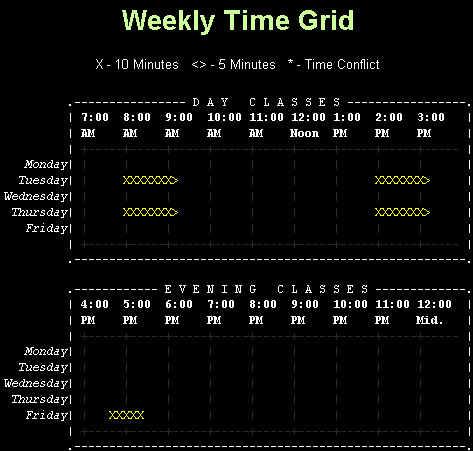 Weekly Time Grid
X - 10 Minutes <> - 5 Minutes * - Time Conflict
DAY CLASSES
7:00 8:00 9:00 10:00 11:00 12:00 1:00 2:00 3:00
AM AM AM AM AM Noon PM PM PM
Monday|
Tuesday| XXXXXXX> XXXXXXX>
Wednesday|
Thursday| XXXXXXX> XXXXXXX>
Friday|
EVENING CLASSES
4:00 5:00 6:00 7:00 8:00 9:00 10:00 11:00 12:00
PM PM PM PM PM PM PM PM Mid.
Monday|
Tuesday|
Wednesday|
Thursday|
Friday| XXXXX